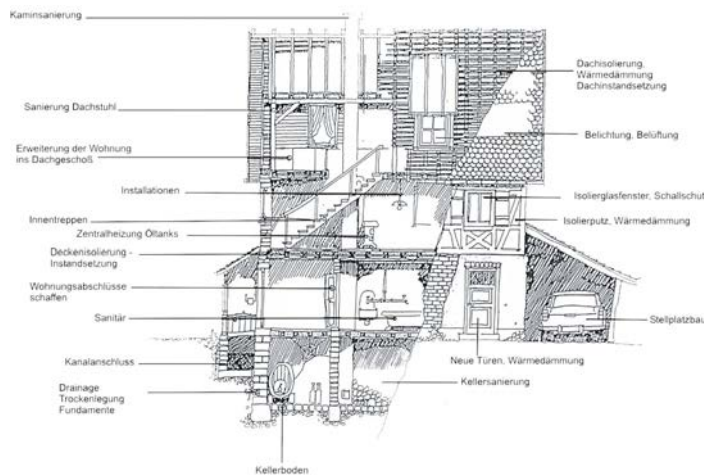 Kaminsanierung
Dachisolierung,
Wärmedämmung
Dachinstandsetzung
Sanierung Dachstuhl
Belichtung, Belüftung
Erweiterung der Wohnung
ins Dachgeschoß
Installationen
Isolierglasfenster, Schallschut
Innentreppen
Isolierputz, Wärmedämmung
Zentralheizung Öltanks
Deckenisolierung -
Instandsetzung
Wohnungsabschlüsse
schaffen
Sanitär
Stellplatzbau
Kanalanschluss
Neue Türen, Wärmedämmung
Kellersanierung
Drainage
Trockenlegung
Fundamente
Kellerboden